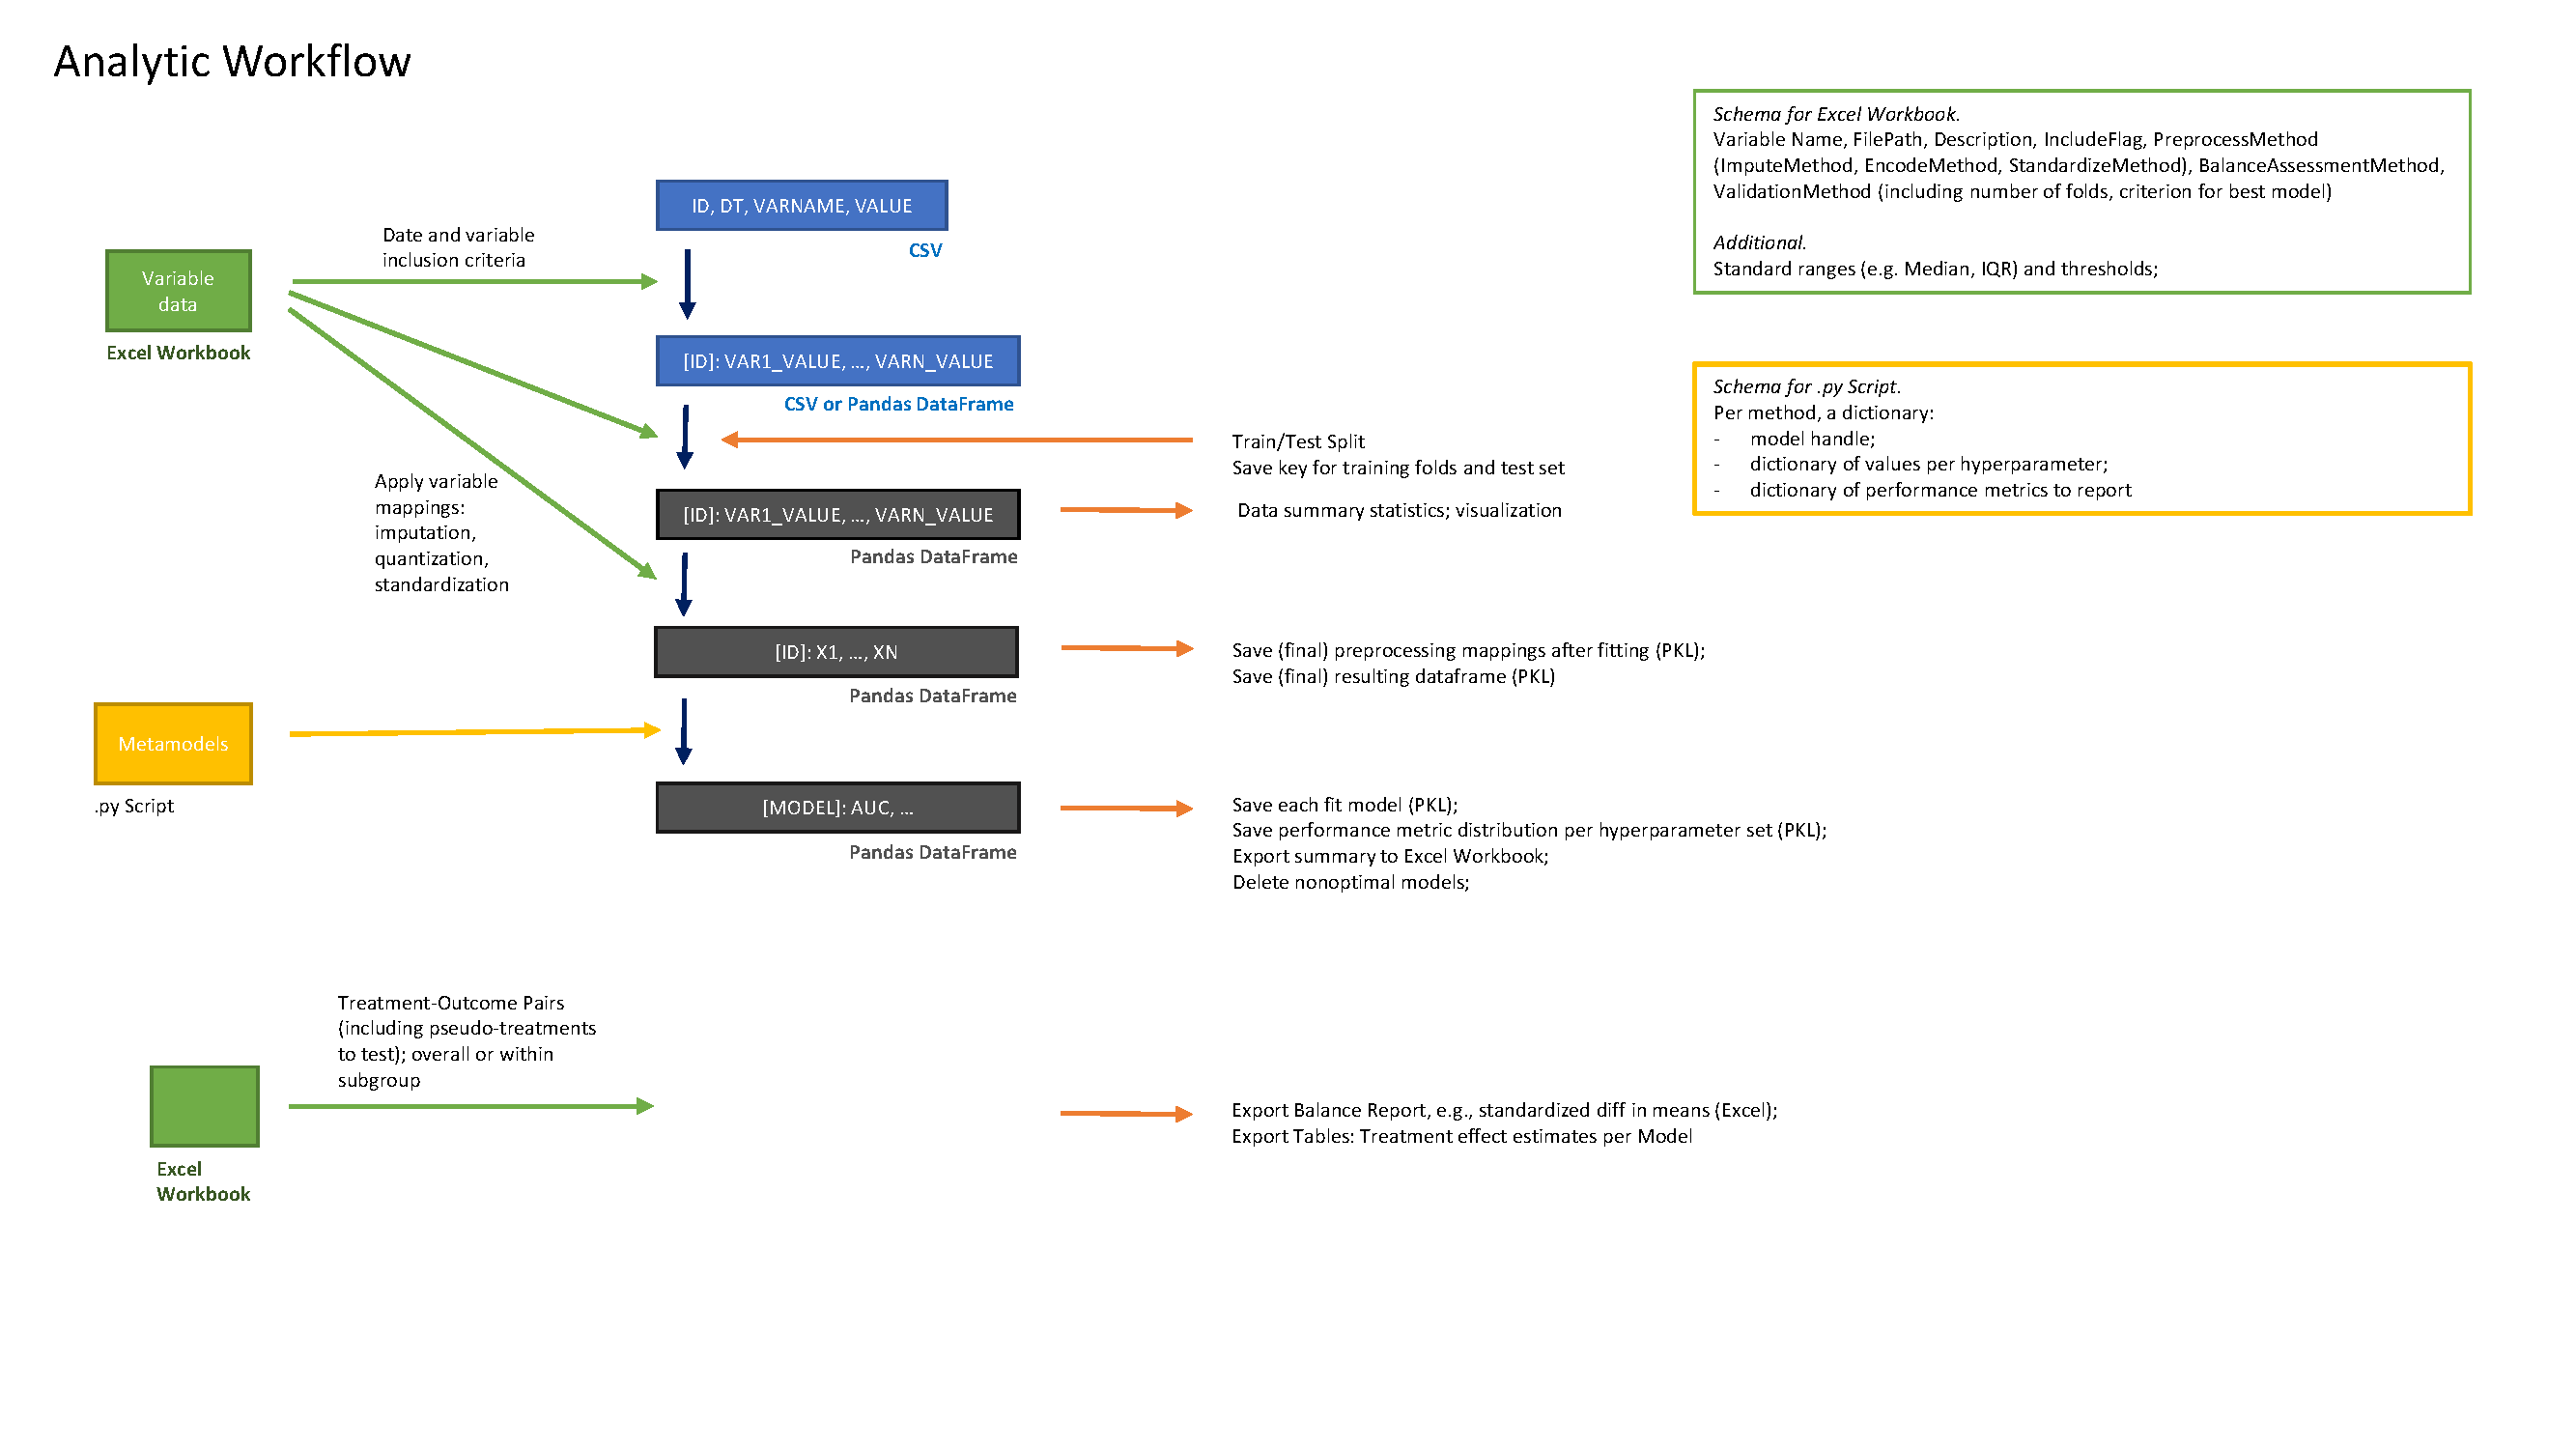 Analytic Workflow
Schema for Excel Workbook.
Variable Name, FilePath, Description, IncludeFlag, PreprocessMethod
(ImputeMethod, EncodeMethod, StandardizeMethod), BalanceAssessmentMethod,
ValidationMethod (including number of folds, criterion for best model)
Additional.
Standard ranges (e.g. Median, IQR) and thresholds;
ID, DT, VARNAME, VALUE
CSV
Date and variable
inclusion criteria
Variable
data
Excel Workbook
[ID]: VAR1_VALUE, …, VARN_VALUE
CSV or Pandas DataFrame
Schema for .py Script.
Per method, a dictionary:
- model handle;
- dictionary of values per hyperparameter;
- dictionary of performance metrics to report
Train/Test Split
Save key for training folds and test set
Apply variable
mappings:
imputation,
quantization,
standardization
[ID]: VAR1_VALUE, …, VARN_VALUE
Pandas DataFrame
Data summary statistics; visualization
[ID]: X1, …, XN
Pandas DataFrame
Save (final) preprocessing mappings after fitting (PKL);
Save (final) resulting dataframe (PKL)
Metamodels
.py Script
[MODEL]: AUC, …
Pandas DataFrame
Save each fit model (PKL);
Save performance metric distribution per hyperparameter set (PKL);
Export summary to Excel Workbook;
Delete nonoptimal models;
Treatment-Outcome Pairs
(including pseudo-treatments
to test); overall or within
subgroup
Excel
Workbook
Export Balance Report, e.g., standardized diff in means (Excel);
Export Tables: Treatment effect estimates per Model